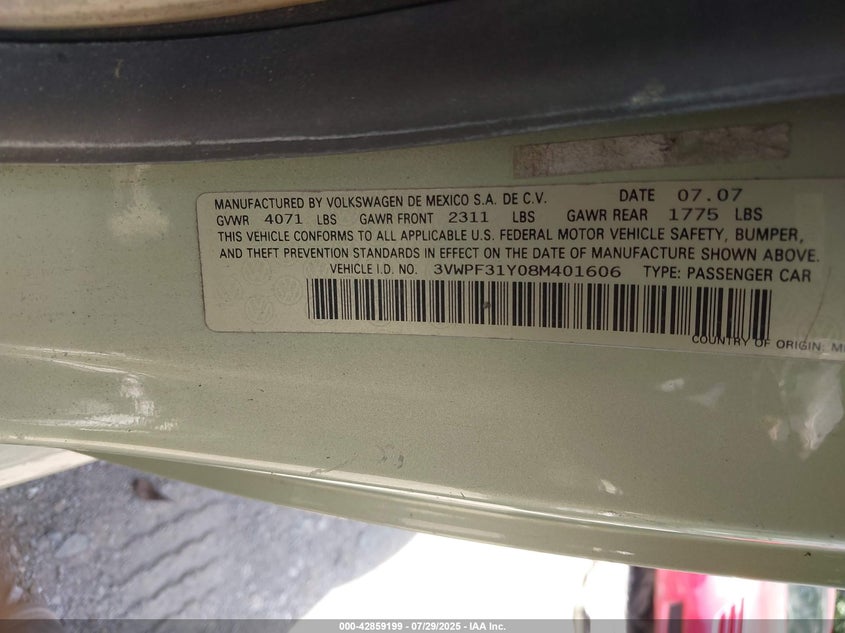 MANUFACTURED BY VOLKSWAGEN DE MEXICO S.A. DE C.V. DATE 07.07
GVWR 4071 LBS GAWR FRONT 2311 LBS GAWR REAR 1775 LBS
THIS VEHICLE CONFORMS TO ALL APPLICABLE U.S. FEDERAL MOTOR VEHICLE SAFETY, BUMPER,
AND THEFT PREVENTION STANDARDS IN EFFECT ON THE DATE OF MANUFACTURE SHOWN ABOVE.
VEHICLE I.D. NO. 3VWPF31Y08M401606 TYPE: PASSENGER CAR
COUNTRY OF ORIGIN:
000-42859199 | 07/29/2025 - IAA Inc.